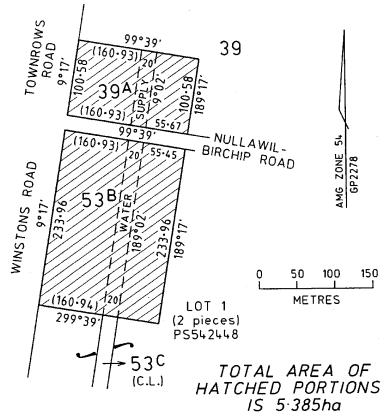 99°39'
39
(160·93)
20
TOWNROWS
ROAD
9°17'
100·58
39A
SUPPLY
9°02'
100·58
189°17'
(160·93)
55·67
99°39'
NULLAWIL-
BIRCHIP ROAD
(160·93)
20
55·45
WINSTONS ROAD
9°17'
233·96
53B
WATER
189°02'
233·96
189°17'
(160·94)
20
299°39'
LOT 1
(2 pieces)
PS542448
53C
(C.L.)
AMG ZONE 54
GP2278
0 50 100 150
METRES
TOTAL AREA OF
HATCHED PORTIONS
IS 5·385ha